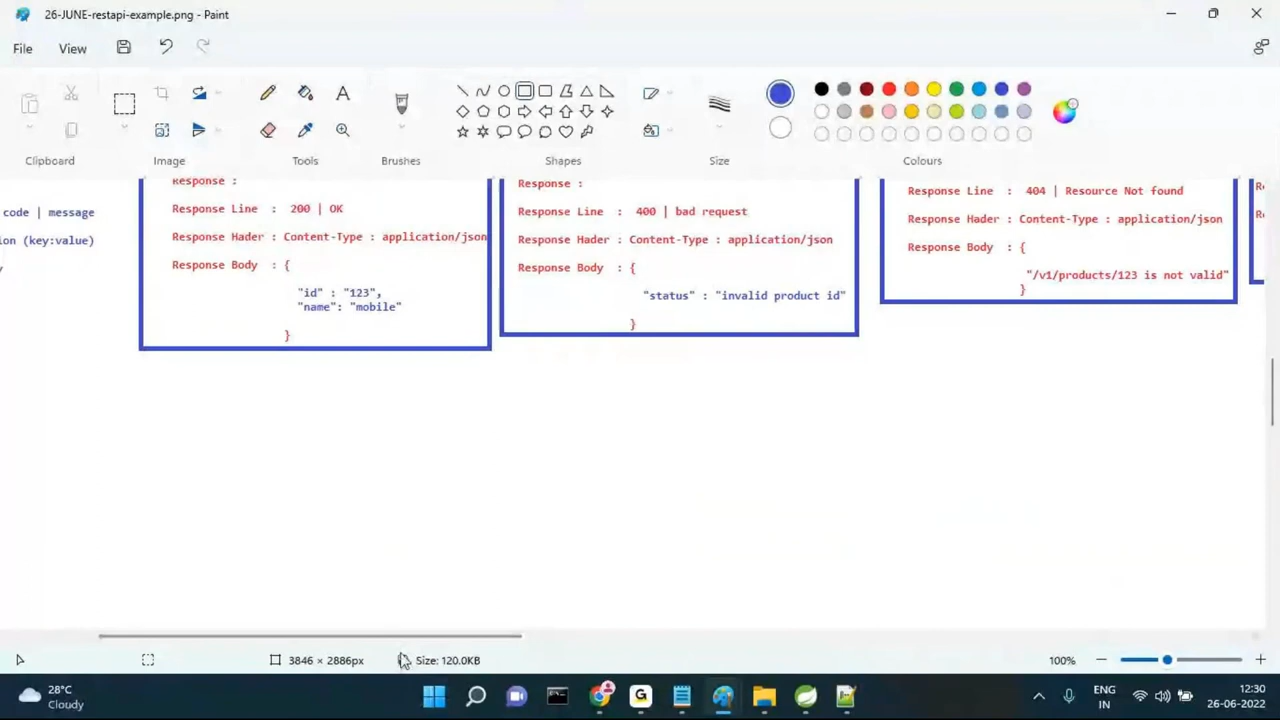 26-JUNE-restapi-example.png - Paint
File View
Clipboard
Image
Tools
Brushes
Shapes
Size
Colours
code | message
ion (key:value)
Response :
Response Line : 200 | OK
Response Hader : Content-Type : application/json
Response Body : {
"id" : "123",
"name": "mobile"
}
Response :
Response Line : 400 | bad request
Response Hader : Content-Type : application/json
Response Body : {
"status" : "invalid product id"
}
Response Line : 404 | Resource Not found
Response Hader : Content-Type : application/json
Response Body : {
"/v1/products/123 is not valid"
}
3846 × 2886px
Size: 120.0KB
100%
28°C
Cloudy
ENG
IN
12:30
26-06-2022